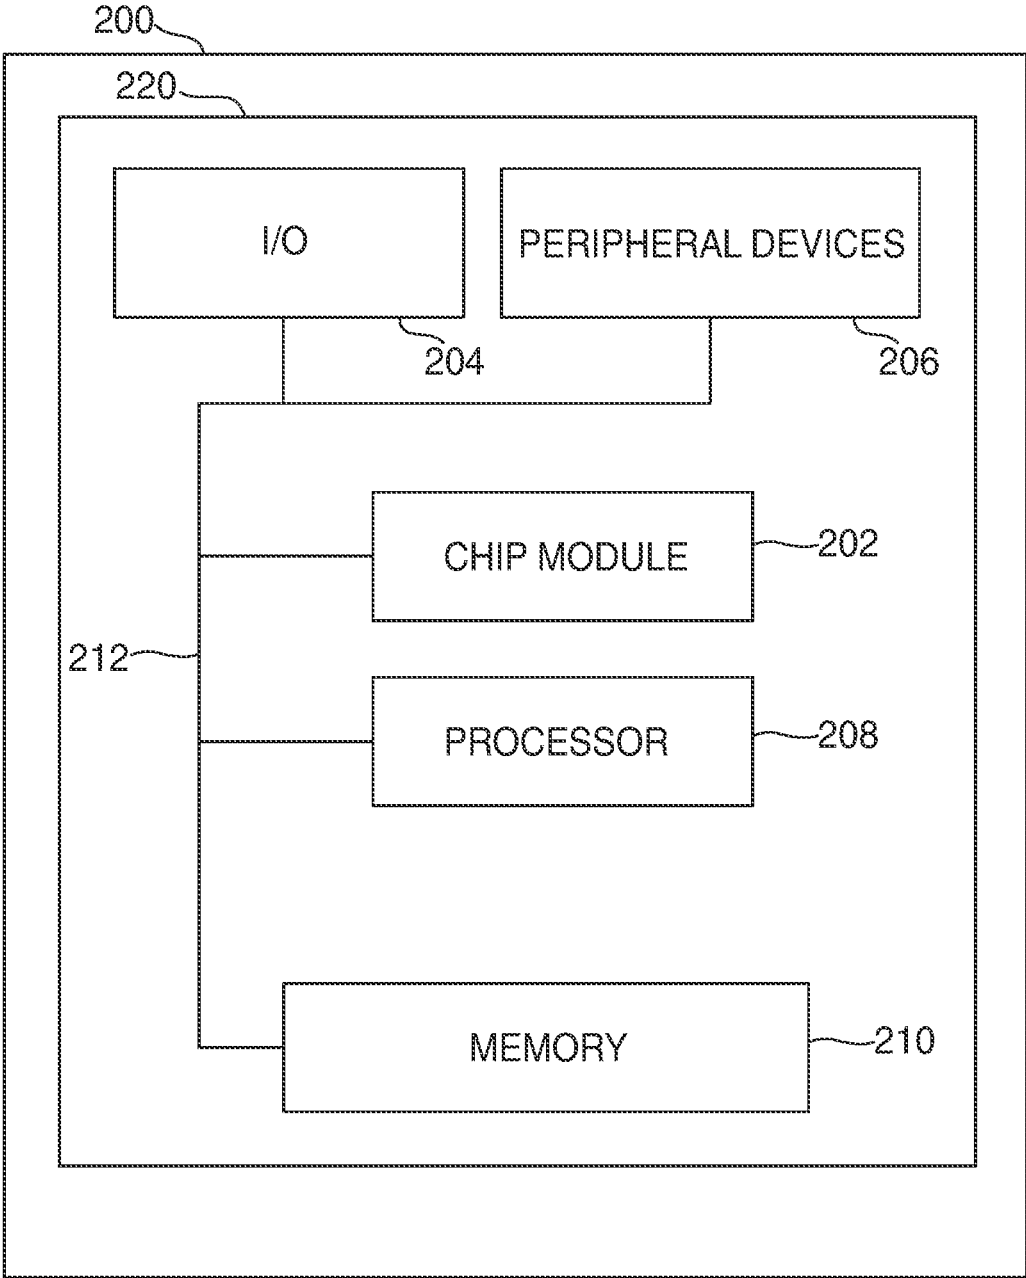 200
220
I/O
PERIPHERAL DEVICES
204
206
CHIP MODULE
202
212
PROCESSOR
208
MEMORY
210